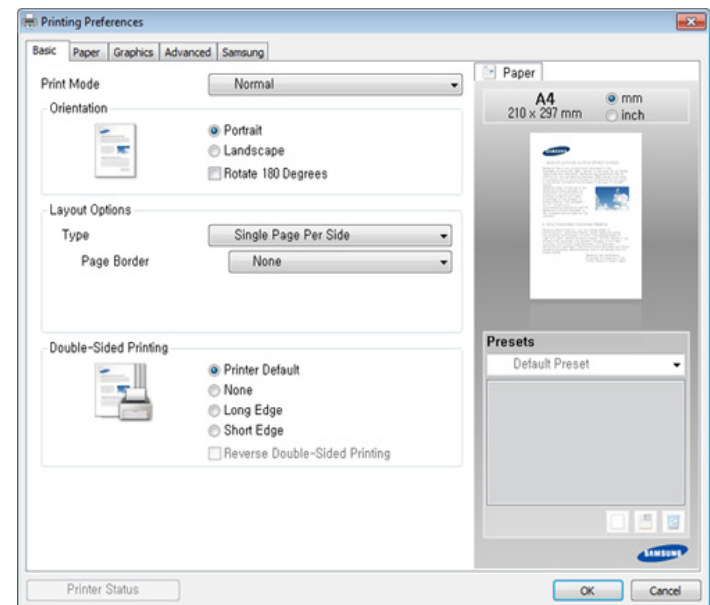 Printing Preferences
Basic Paper Graphics Advanced Samsung
Print Mode Normal
Orientation
Portrait
Landscape
Rotate 180 Degrees
Layout Options
Type Single Page Per Side
Page Border None
Double-Sided Printing
Printer Default
None
Long Edge
Short Edge
Reverse Double-Sided Printing
Paper
A4
210 x 297 mm
mm
inch
SAMSUNG
Presets
Default Preset
SAMSUNG
Printer Status
OK Cancel